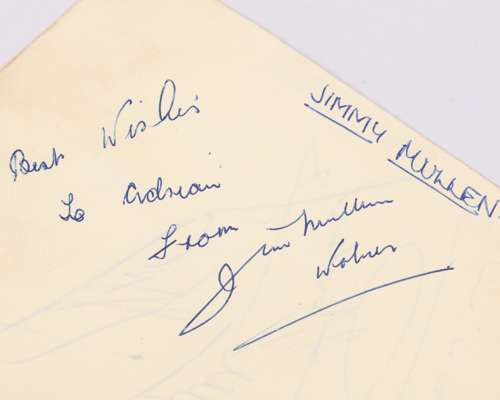 Best Wishes
To Adrian
From
Jim Mullen
Wolves
JIMMY MULLEN.